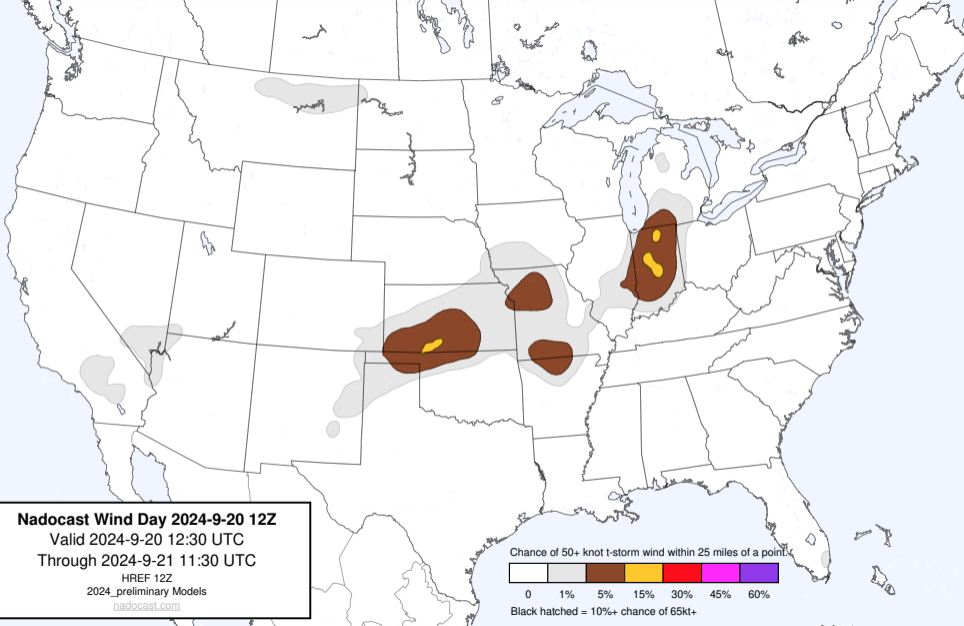 Nadocast Wind Day 2024-9-20 12Z
Valid 2024-9-20 12:30 UTC
Through 2024-9-21 11:30 UTC
HREF 12Z
2024_preliminary Models
nadocast.com
Chance of 50+ knot t-storm wind within 25 miles of a point.
0 1% 5% 15% 30% 45% 60%
Black hatched = 10%+ chance of 65kt+